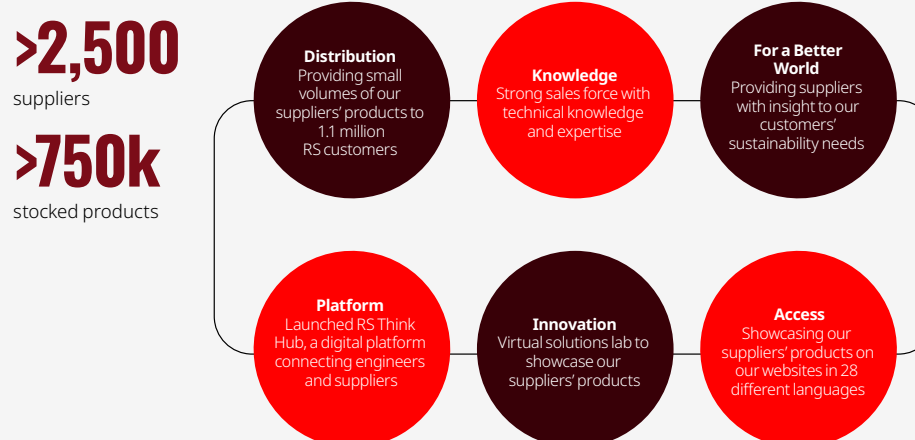 >2,500
suppliers
>750k
stocked products
Distribution
Providing small
volumes of our
suppliers’ products to
1.1 million
RS customers
Knowledge
Strong sales force with
technical knowledge
and expertise
For a Better
World
Providing suppliers
with insight to our
customers’
sustainability needs
Platform
Launched RS Think
Hub, a digital platform
connecting engineers
and suppliers
Innovation
Virtual solutions lab to
showcase our
suppliers’ products
Access
Showcasing our
suppliers’ products on
our websites in 28
different languages